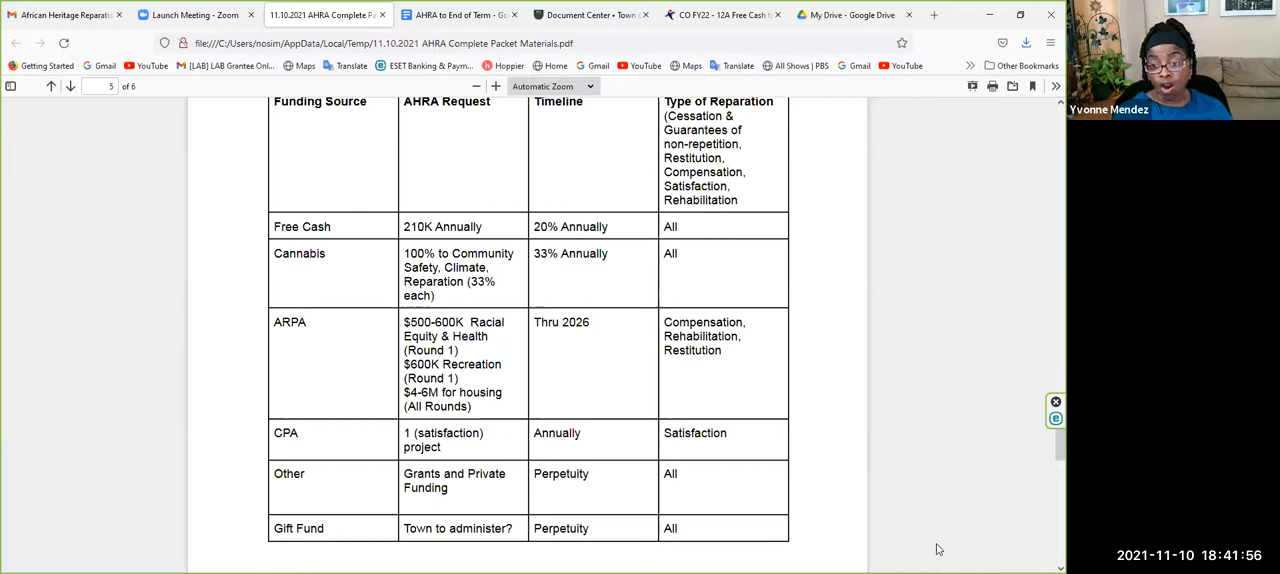 African Heritage Reparatio
Launch Meeting - Zoom
11.10.2021 AHRA Complete Pa
AHRA to End of Term - Go
Document Center • Town o
CO FY22 - 12A Free Cash t
My Drive - Google Drive
file:///C:/Users/nosim/AppData/Local/Temp/11.10.2021 AHRA Complete Packet Materials.pdf
Getting Started
Gmail
YouTube
[LAB] LAB Grantee Onl...
Maps
Translate
ESET Banking & Paym...
Hoppier
Home
Gmail
YouTube
Maps
Translate
All Shows | PBS
Gmail
YouTube
Other Bookmarks
5 of 6
Automatic Zoom
Funding Source
AHRA Request
Timeline
Type of Reparation
(Cessation &
Guarantees of
non-repetition,
Restitution,
Compensation,
Satisfaction,
Rehabilitation
Free Cash
210K Annually
20% Annually
All
Cannabis
100% to Community
Safety, Climate,
Reparation (33%
each)
33% Annually
All
ARPA
$500-600K Racial
Equity & Health
(Round 1)
$600K Recreation
(Round 1)
$4-6M for housing
(All Rounds)
Thru 2026
Compensation,
Rehabilitation,
Restitution
CPA
1 (satisfaction)
project
Annually
Satisfaction
Other
Grants and Private
Funding
Perpetuity
All
Gift Fund
Town to administer?
Perpetuity
All
Yvonne Mendez
2021-11-10 18:41:56